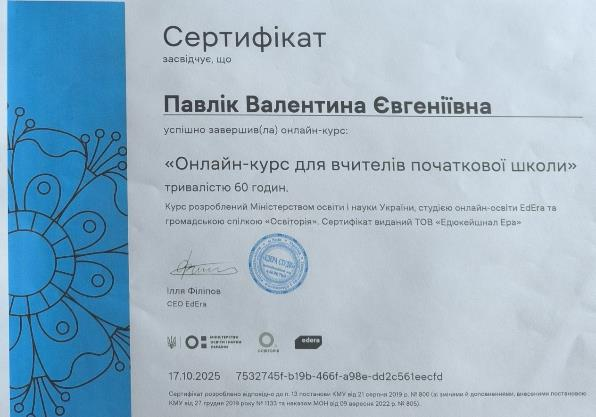 Сертифікат
засвідчує, що
Павлік Валентина Євгеніївна
успішно завершив(ла) онлайн-курс:
«Онлайн-курс для вчителів початкової школи»
тривалістю 60 годин.
Курс розроблений Міністерством освіти і науки України, студією онлайн-освіти EdEra та
громадською спілкою «Освіторія». Сертифікат виданий ТОВ «Едюкейшнал Ера»
Ілля Філіпов
CEO EdEra
МІНІСТЕРСТВО
ОСВІТИ І НАУКИ
УКРАЇНИ
ОСВІТОРІЯ
edera
17.10.2025 7532745f-b19b-466f-a98e-dd2c561eecfd
Сертифікат розроблено відповідно до п. 13 постанови КМУ від 21 серпня 2019 р. № 800 (зі змінами й доповненнями, внесеними постановою
КМУ від 27 грудня 2019 року № 1133 та наказом МОН від 09 вересня 2022 р. № 805).